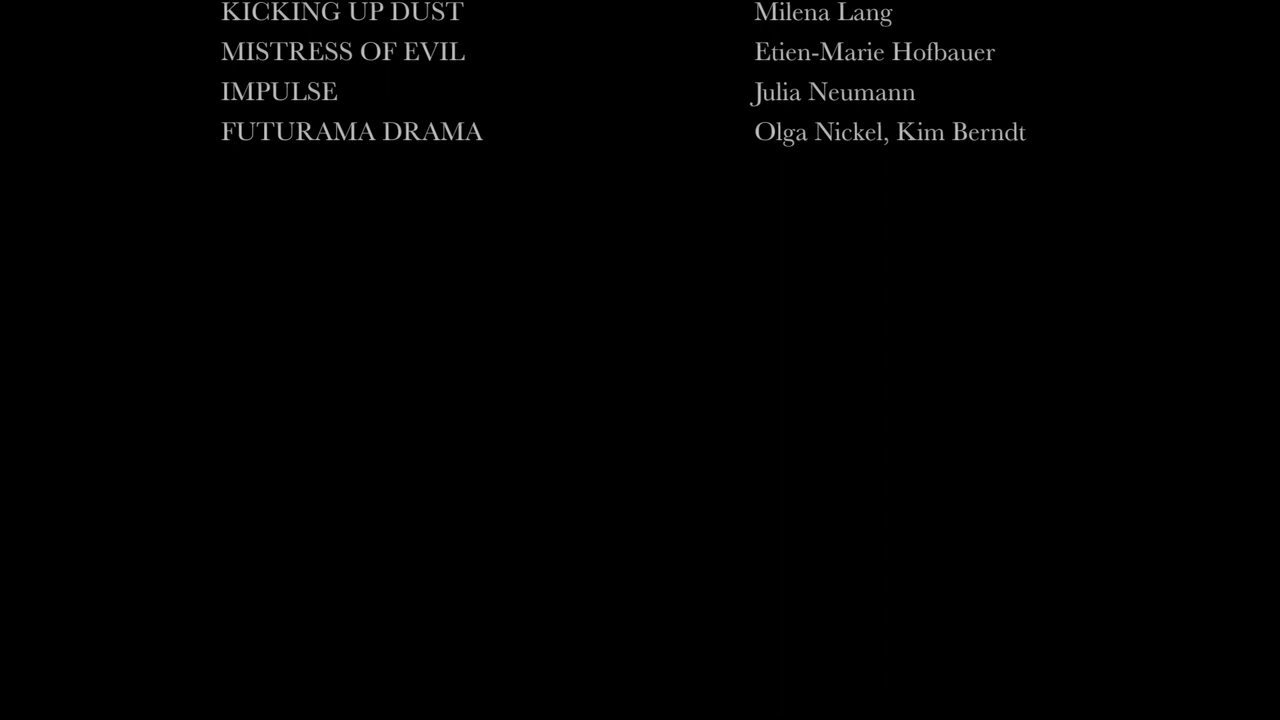 KICKING UP DUST Milena Lang
MISTRESS OF EVIL Etien-Marie Hofbauer
IMPULSE Julia Neumann
FUTURAMA DRAMA Olga Nickel, Kim Berndt